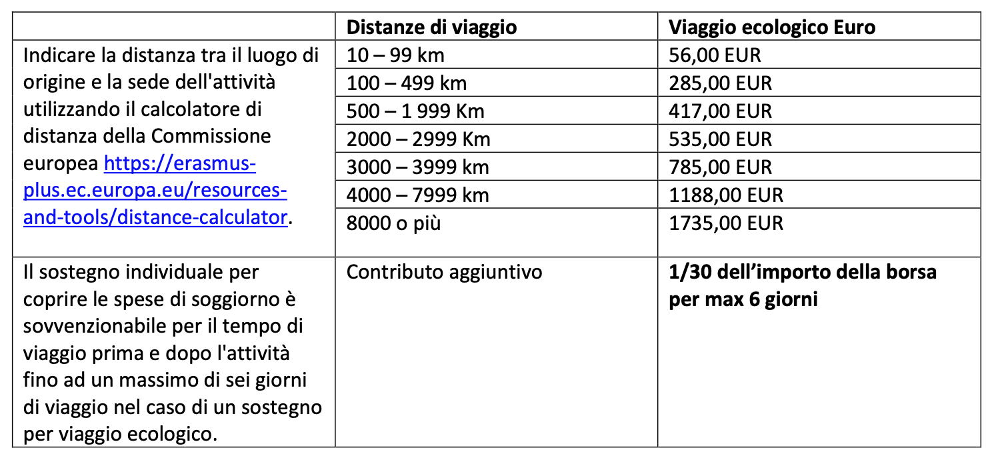 Distanze di viaggio
Viaggio ecologico Euro
Indicare la distanza tra il luogo di
origine e la sede dell'attività
utilizzando il calcolatore di
distanza della Commissione
europea https://erasmus-
plus.ec.europa.eu/resources-
and-tools/distance-calculator.
10 – 99 km
56,00 EUR
100 – 499 km
285,00 EUR
500 – 1 999 Km
417,00 EUR
2000 – 2999 Km
535,00 EUR
3000 – 3999 km
785,00 EUR
4000 – 7999 km
1188,00 EUR
8000 o più
1735,00 EUR
Il sostegno individuale per
coprire le spese di soggiorno è
sovvenzionabile per il tempo di
viaggio prima e dopo l'attività
fino ad un massimo di sei giorni
di viaggio nel caso di un sostegno
per viaggio ecologico.
Contributo aggiuntivo
1/30 dell’importo della borsa
per max 6 giorni